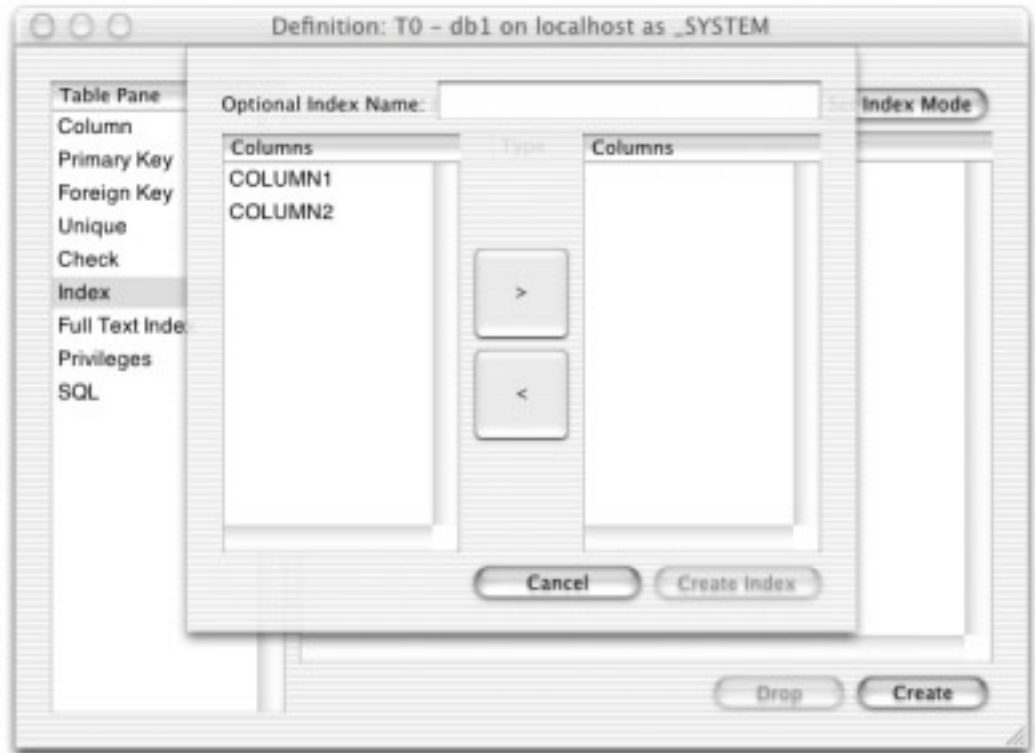 Definition: T0 - db1 on localhost as _SYSTEM
Table Pane
Column
Primary Key
Foreign Key
Unique
Check
Index
Full Text Inde
Privileges
SQL
Optional Index Name:
Index Mode
Columns
Type
Columns
COLUMN1
COLUMN2
>
<
Cancel
Create Index
Drop
Create